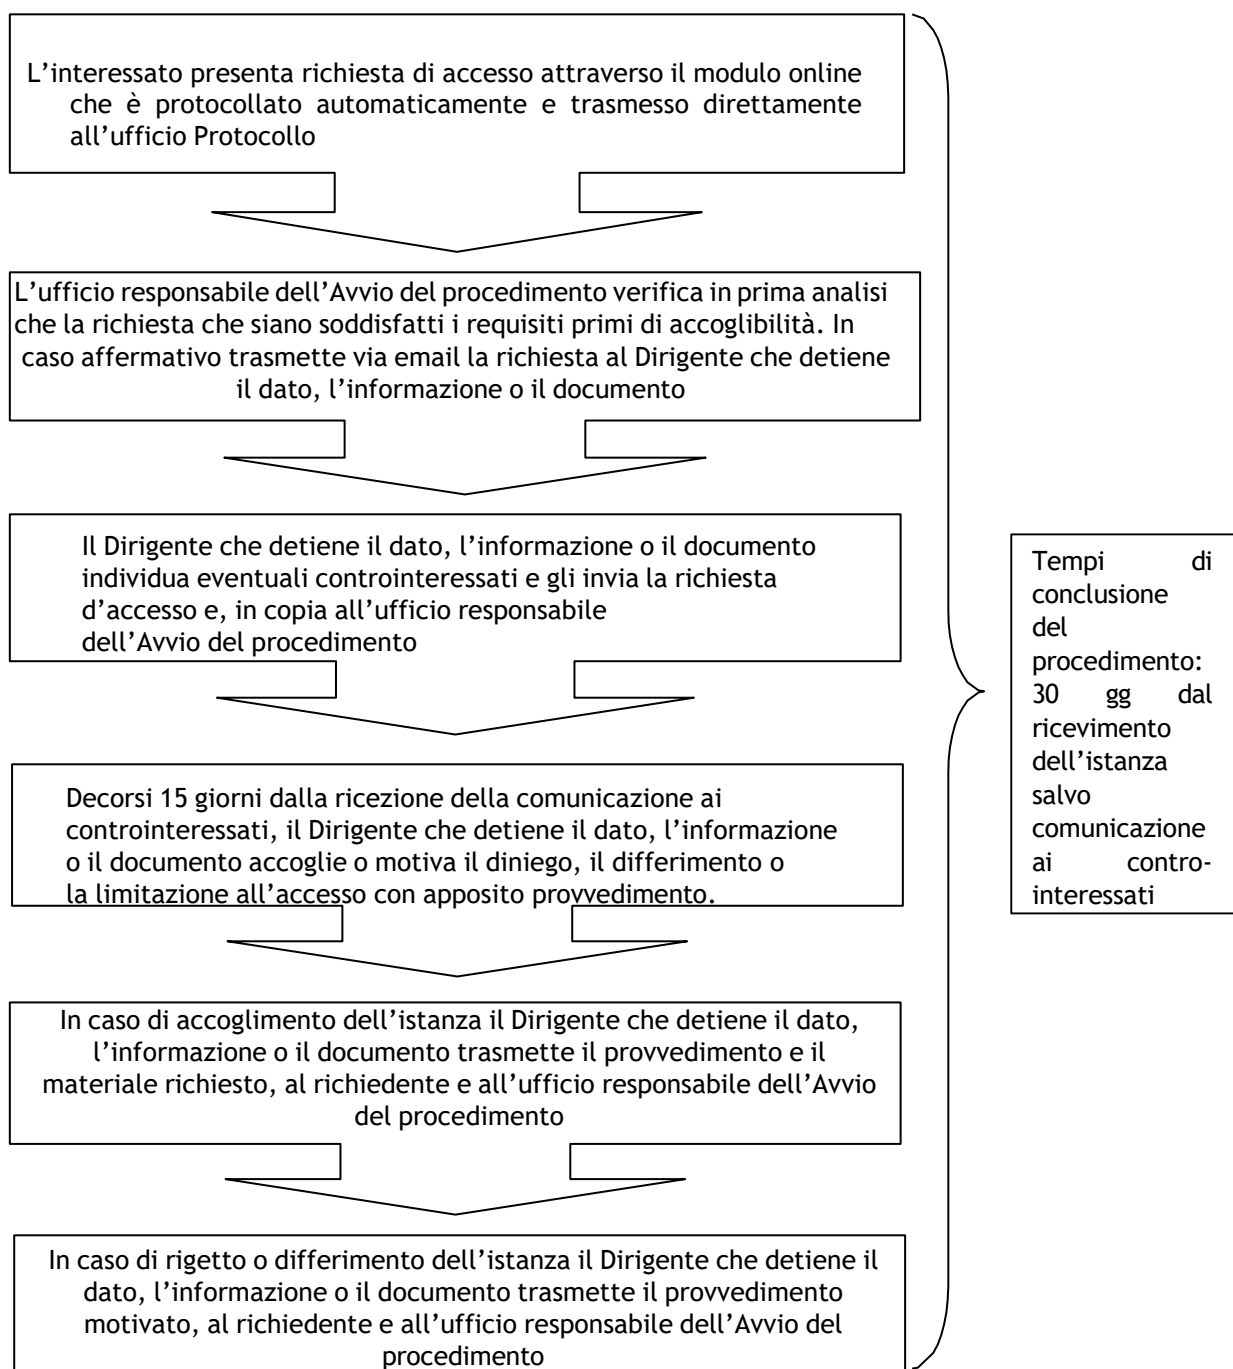 L’interessato presenta richiesta di accesso attraverso il modulo online
che è protocollato automaticamente e trasmesso direttamente
all’ufficio Protocollo
L’ufficio responsabile dell’Avvio del procedimento verifica in prima analisi
che la richiesta che siano soddisfatti i requisiti primi di accoglibilità. In
caso affermativo trasmette via email la richiesta al Dirigente che detiene
il dato, l’informazione o il documento
Il Dirigente che detiene il dato, l’informazione o il documento
individua eventuali controinteressati e gli invia la richiesta
d’accesso e, in copia all’ufficio responsabile
dell’Avvio del procedimento
Decorsi 15 giorni dalla ricezione della comunicazione ai
controinteressati, il Dirigente che detiene il dato, l’informazione
o il documento accoglie o motiva il diniego, il differimento o
la limitazione all’accesso con apposito provvedimento.
In caso di accoglimento dell’istanza il Dirigente che detiene il dato,
l’informazione o il documento trasmette il provvedimento e il
materiale richiesto, al richiedente e all’ufficio responsabile dell’Avvio
del procedimento
In caso di rigetto o differimento dell’istanza il Dirigente che detiene il
dato, l’informazione o il documento trasmette il provvedimento
motivato, al richiedente e all’ufficio responsabile dell’Avvio del
procedimento
Tempi di
conclusione
del
procedimento:
30 gg dal
ricevimento
dell’istanza
salvo
comunicazione
ai contro-
interessati